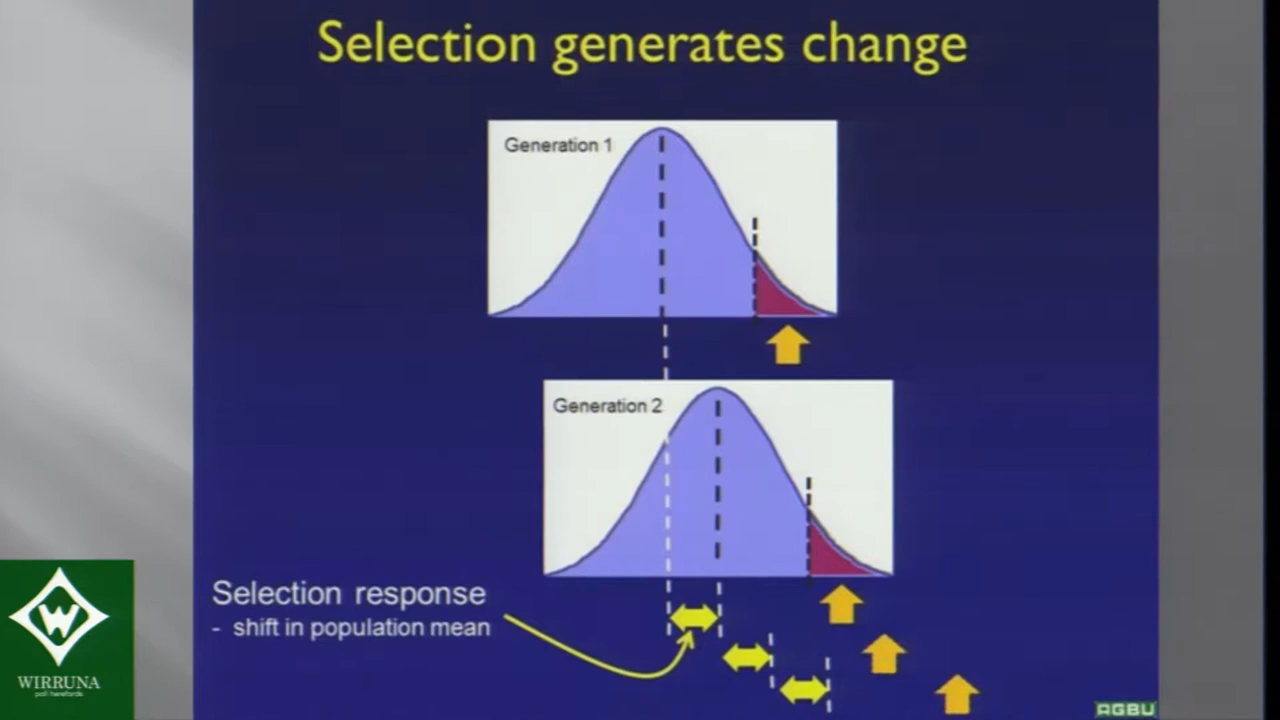 Selection generates change
Generation 1
Generation 2
Selection response
- shift in population mean
W
WIRRUNA
poll herefords
AGBU